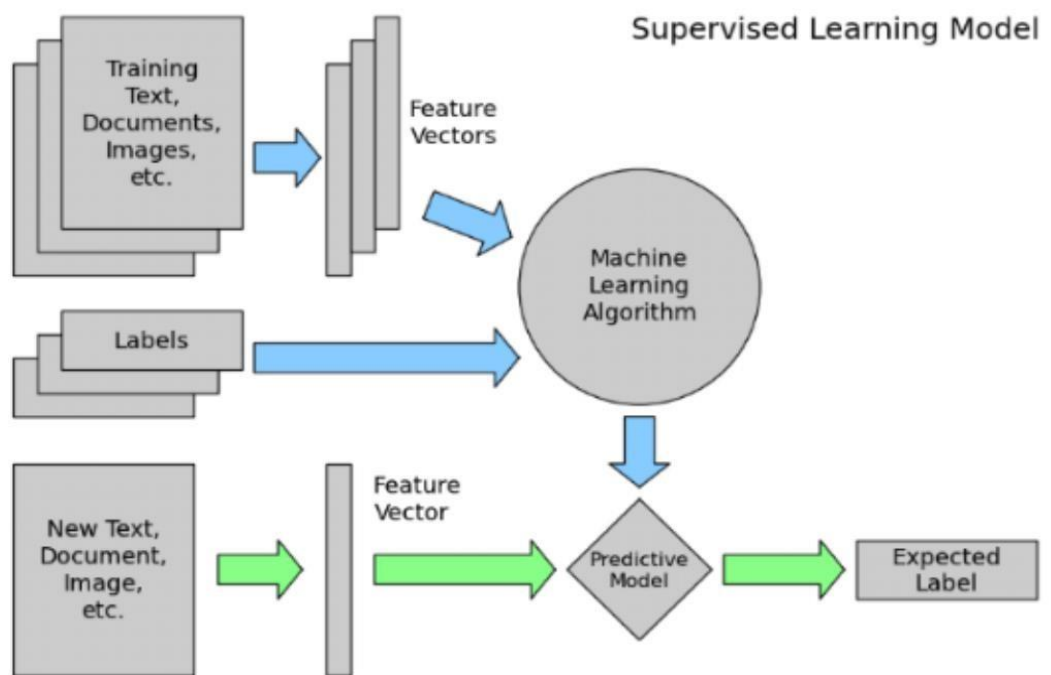 Supervised Learning Model
Training
Text,
Documents,
Images,
etc.
Feature
Vectors
Machine
Learning
Algorithm
Labels
New Text,
Document,
Image,
etc.
Feature
Vector
Predictive
Model
Expected
Label